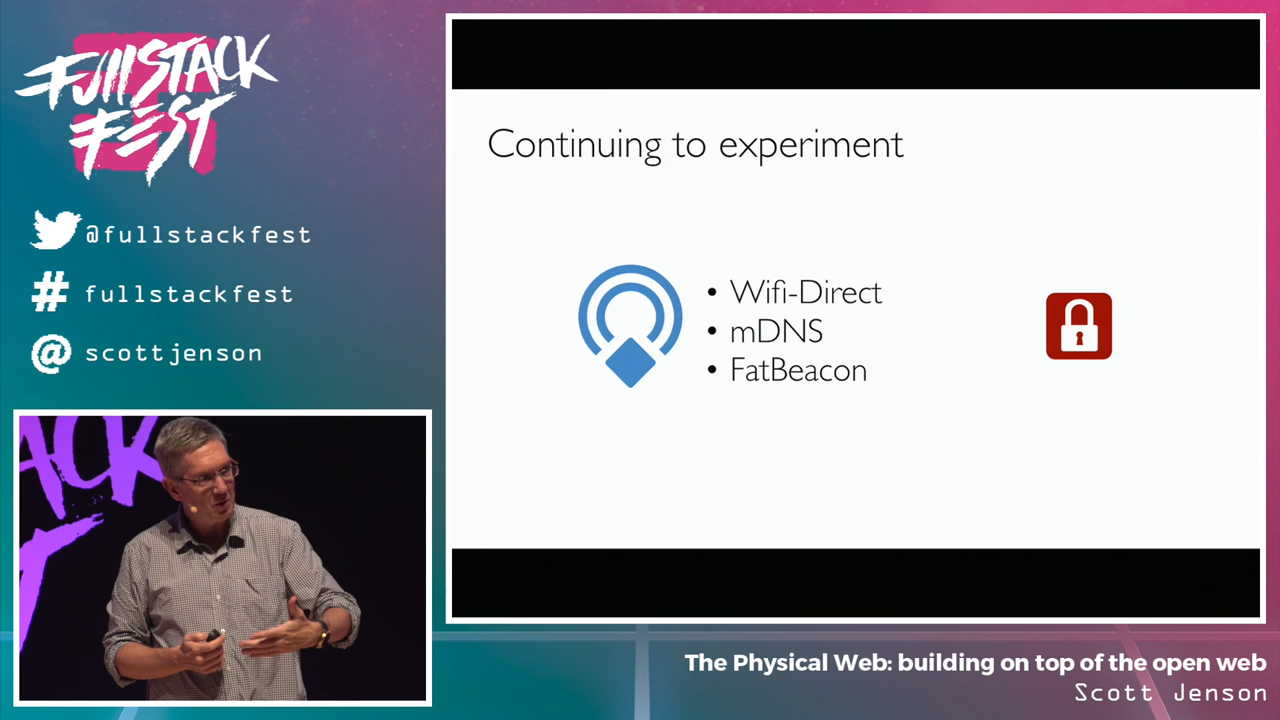 FullSTACK
FEST
@fullstackfest
# fullstackfest
@ scottjenson
Continuing to experiment
• Wifi-Direct
• mDNS
• FatBeacon
ACK
The Physical Web: building on top of the open web
Scott Jenson